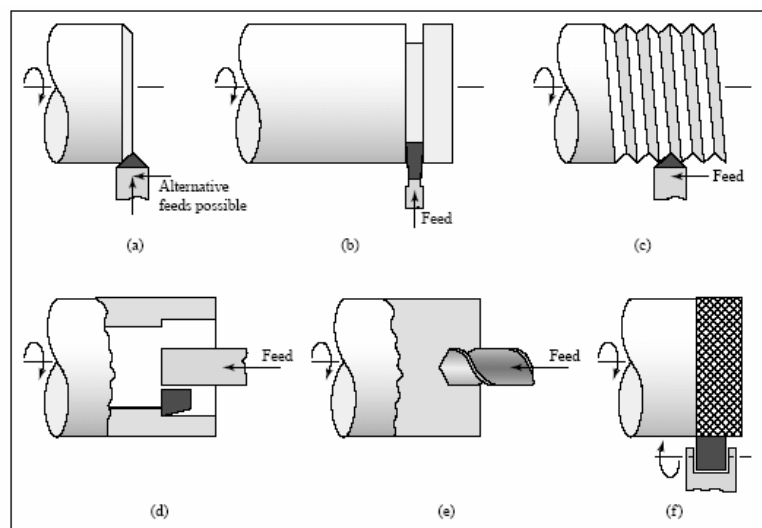 Alternative
feeds possible
(a)
Feed
(b)
Feed
(c)
Feed
(d)
Feed
(e)
(f)